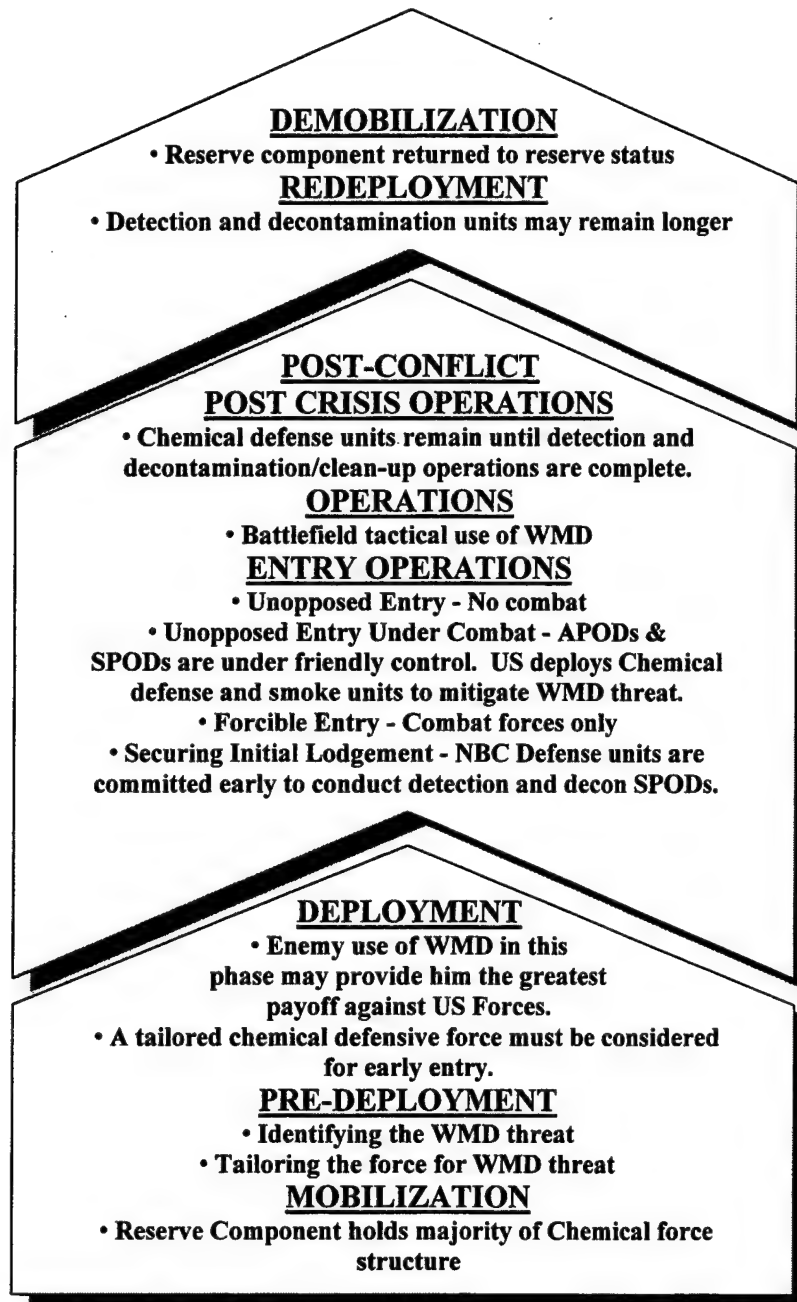 DEMOBILIZATION
• Reserve component returned to reserve status
REDEPLOYMENT
• Detection and decontamination units may remain longer
POST-CONFLICT
POST CRISIS OPERATIONS
• Chemical defense units remain until detection and
decontamination/clean-up operations are complete.
OPERATIONS
• Battlefield tactical use of WMD
ENTRY OPERATIONS
• Unopposed Entry - No combat
• Unopposed Entry Under Combat - APODs &
SPODs are under friendly control. US deploys Chemical
defense and smoke units to mitigate WMD threat.
• Forcible Entry - Combat forces only
• Securing Initial Lodgement - NBC Defense units are
committed early to conduct detection and decon SPODs.
DEPLOYMENT
• Enemy use of WMD in this
phase may provide him the greatest
payoff against US Forces.
• A tailored chemical defensive force must be considered
for early entry.
PRE-DEPLOYMENT
• Identifying the WMD threat
• Tailoring the force for WMD threat
MOBILIZATION
• Reserve Component holds majority of Chemical force
structure